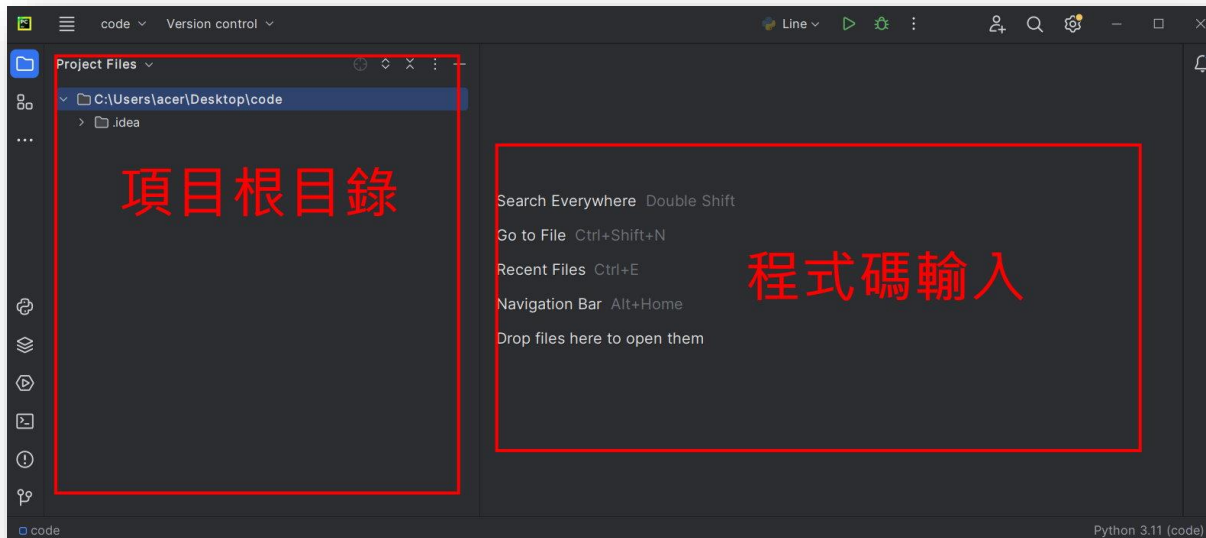 PC
code
Version control
Line
Project Files
C:\Users\acer\Desktop\code
.idea
項目根目錄
Search Everywhere Double Shift
Go to File Ctrl+Shift+N
Recent Files Ctrl+E
Navigation Bar Alt+Home
Drop files here to open them
程式碼輸入
code
Python 3.11 (code)